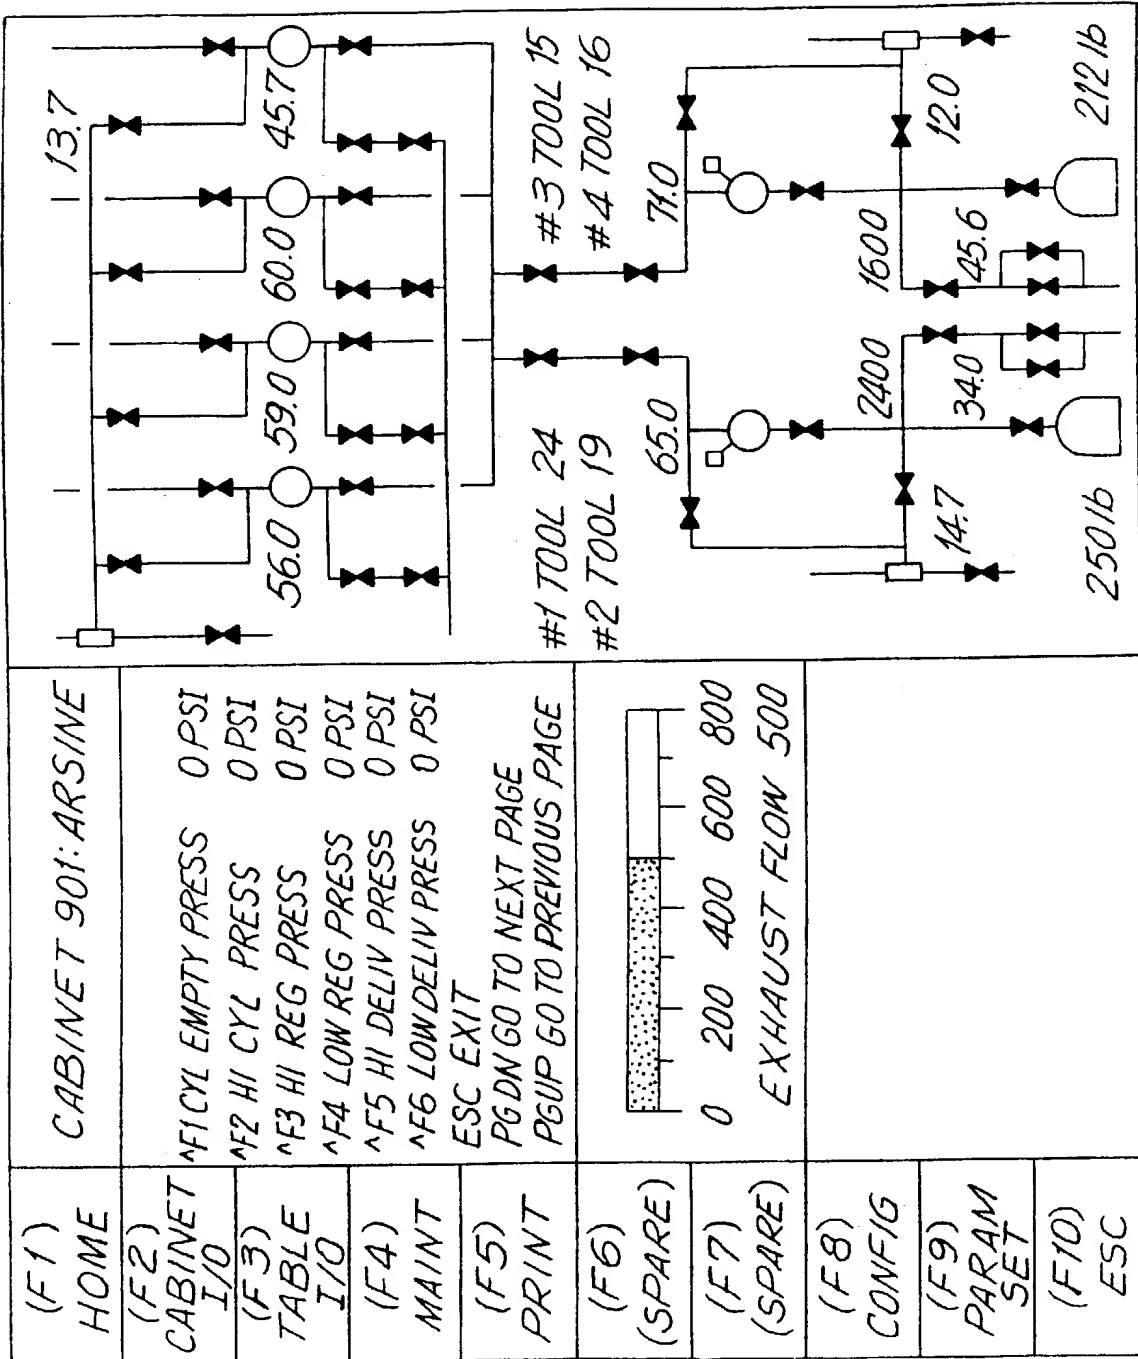 (F1)
HOME
(F2)
CABINET
I/O
(F3)
TABLE
I/O
(F4)
MAINT
(F5)
PRINT
(F6)
(SPARE)
(F7)
(SPARE)
(F8)
CONFIG
(F9)
PARAM
SET
(F10)
ESC
CABINET 901: ARSINE
^F1 CYL EMPTY PRESS 0 PSI
^F2 HI CYL PRESS 0 PSI
^F3 HI REG PRESS 0 PSI
^F4 LOW REG PRESS 0 PSI
^F5 HI DELIV PRESS 0 PSI
^F6 LOW DELIV PRESS 0 PSI
ESC EXIT
PGDN GO TO NEXT PAGE
PGUP GO TO PREVIOUS PAGE
0 200 400 600 800
EXHAUST FLOW 500
13.7
56.0 59.0 60.0 45.7
#1 TOOL 24
#2 TOOL 19
#3 TOOL 15
#4 TOOL 16
65.0 71.0
2400 1600
14.7 34.0 45.6 12.0
250 lb 212 lb